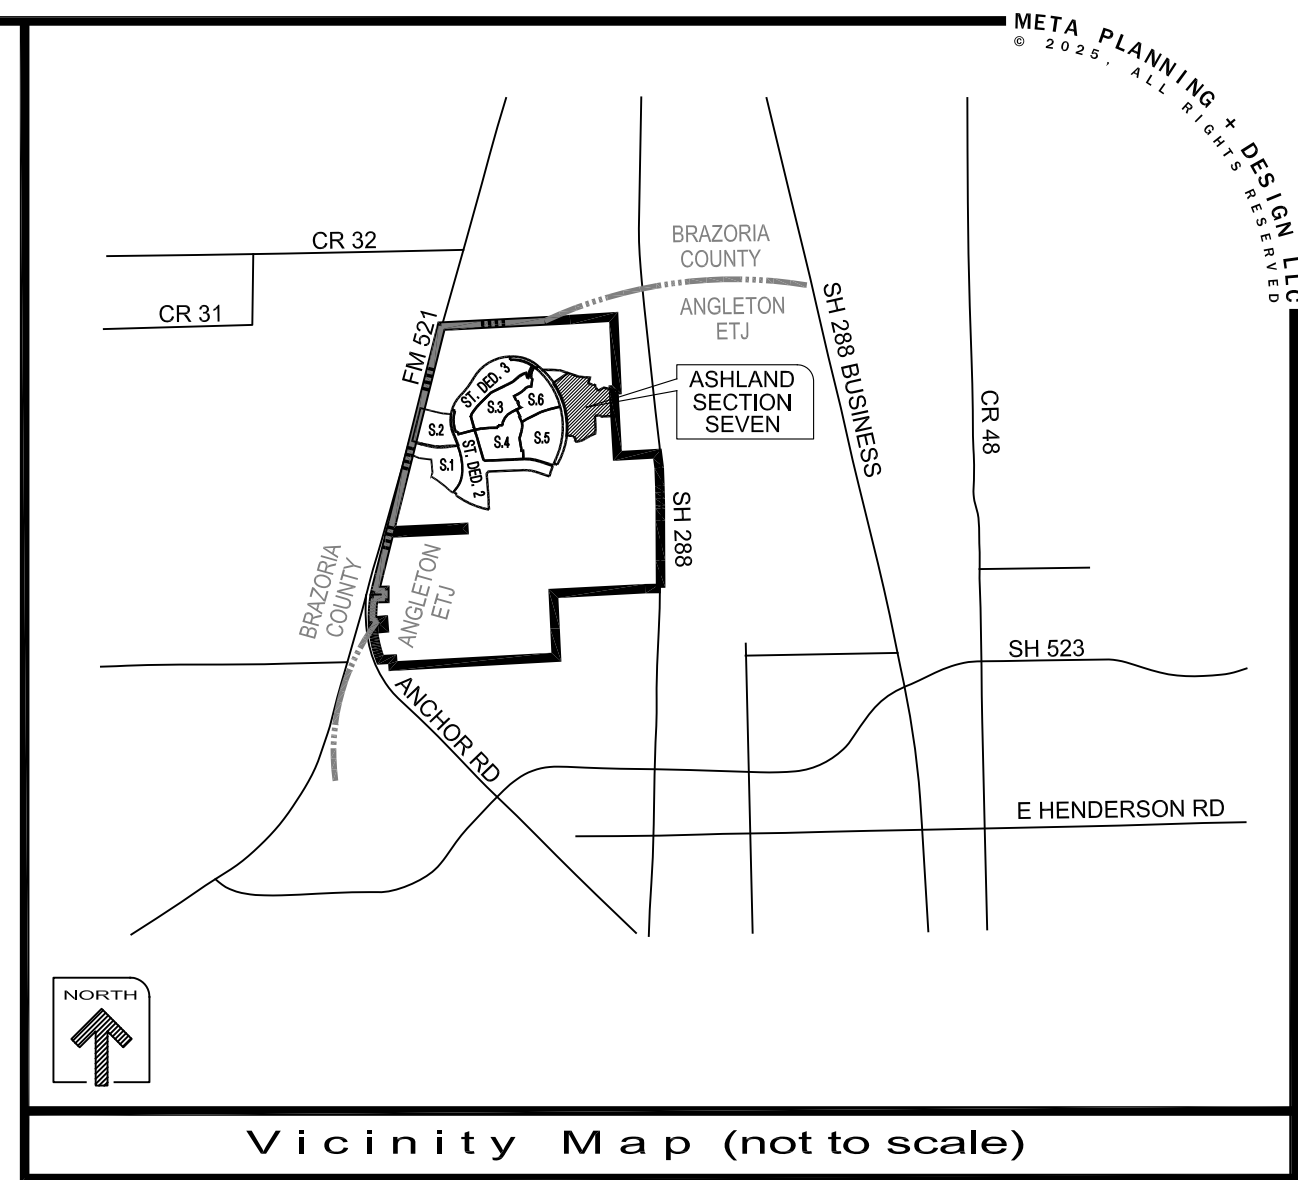 META PLANNING + DESIGN LLC
© 2025, ALL RIGHTS RESERVED
CR 32
CR 31
FM 521
BRAZORIA
COUNTY
ANGLETON
ETJ
SH 288 BUSINESS
ASHLAND
SECTION
SEVEN
CR 48
ST. DED. 3
S.3
S.6
S.2
S.4
S.5
S.1
ST. DED. 2
SH 288
BRAZORIA
COUNTY
ANGLETON
ETJ
SH 523
ANCHOR RD
E HENDERSON RD
NORTH
Vicinity Map (not to scale)